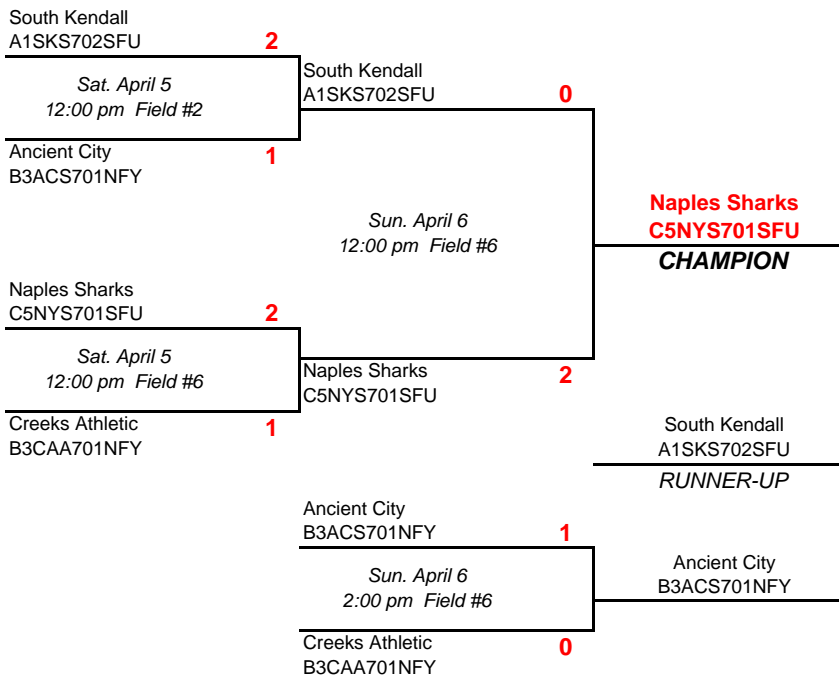 South Kendall
A1SKS702SFU 2
Sat. April 5
12:00 pm Field #2
Ancient City 1
B3ACS701NFY
South Kendall
A1SKS702SFU 0
Sun. April 6
12:00 pm Field #6
Naples Sharks
C5NYS701SFU
CHAMPION
Naples Sharks
C5NYS701SFU 2
Sat. April 5
12:00 pm Field #6
Creeks Athletic 1
B3CAA701NFY
Naples Sharks 2
C5NYS701SFU
South Kendall
A1SKS702SFU
RUNNER-UP
Ancient City
B3ACS701NFY 1
Sun. April 6
2:00 pm Field #6
Creeks Athletic 0
B3CAA701NFY
Ancient City
B3ACS701NFY